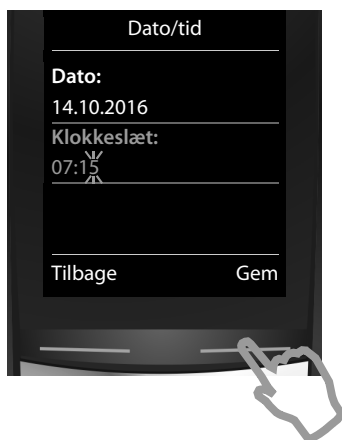 Dato/tid
Dato:
14.10.2016
Klokkeslæt:
07:15
Tilbage Gem